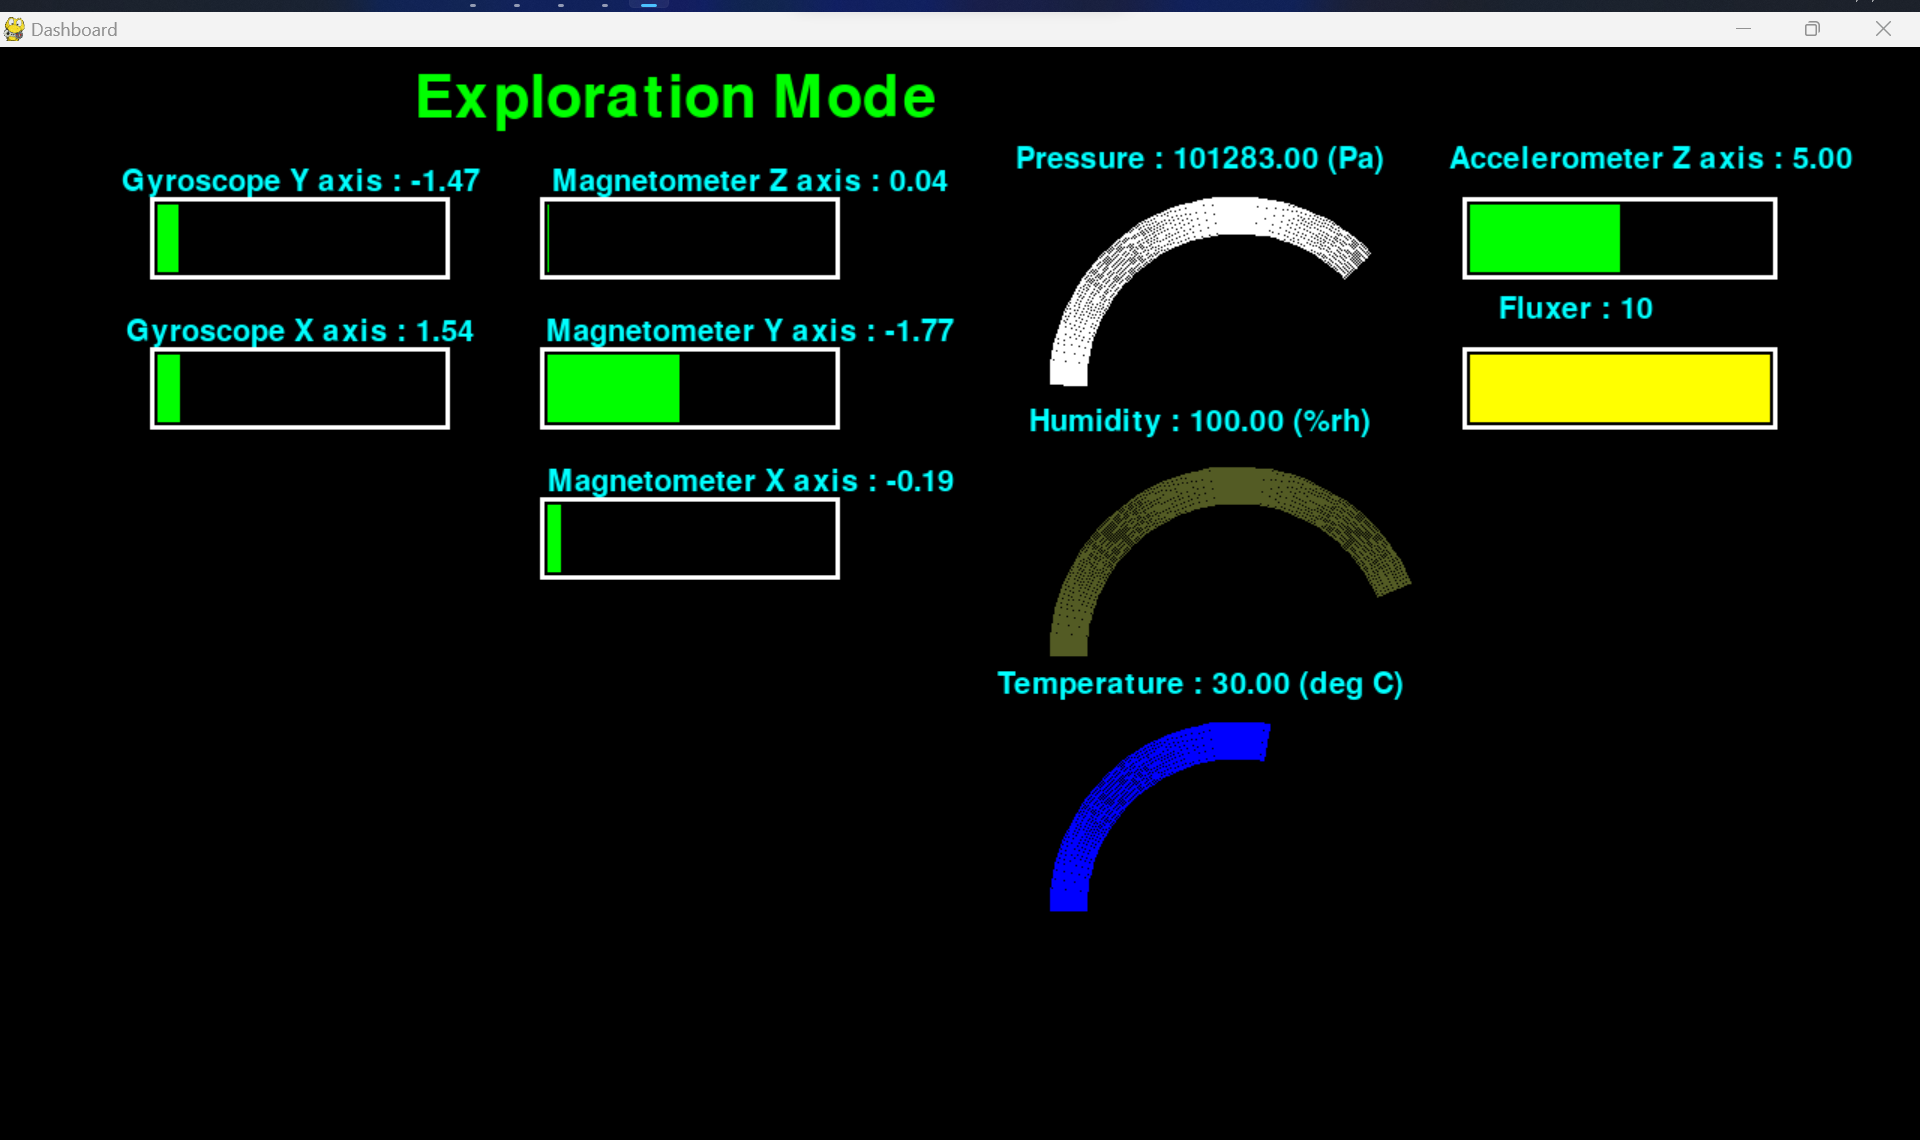 Dashboard
Exploration Mode
Gyroscope Y axis : -1.47
Magnetometer Z axis : 0.04
Pressure : 101283.00 (Pa)
Accelerometer Z axis : 5.00
Gyroscope X axis : 1.54
Magnetometer Y axis : -1.77
Fluxer : 10
Humidity : 100.00 (%rh)
Magnetometer X axis : -0.19
Temperature : 30.00 (deg C)